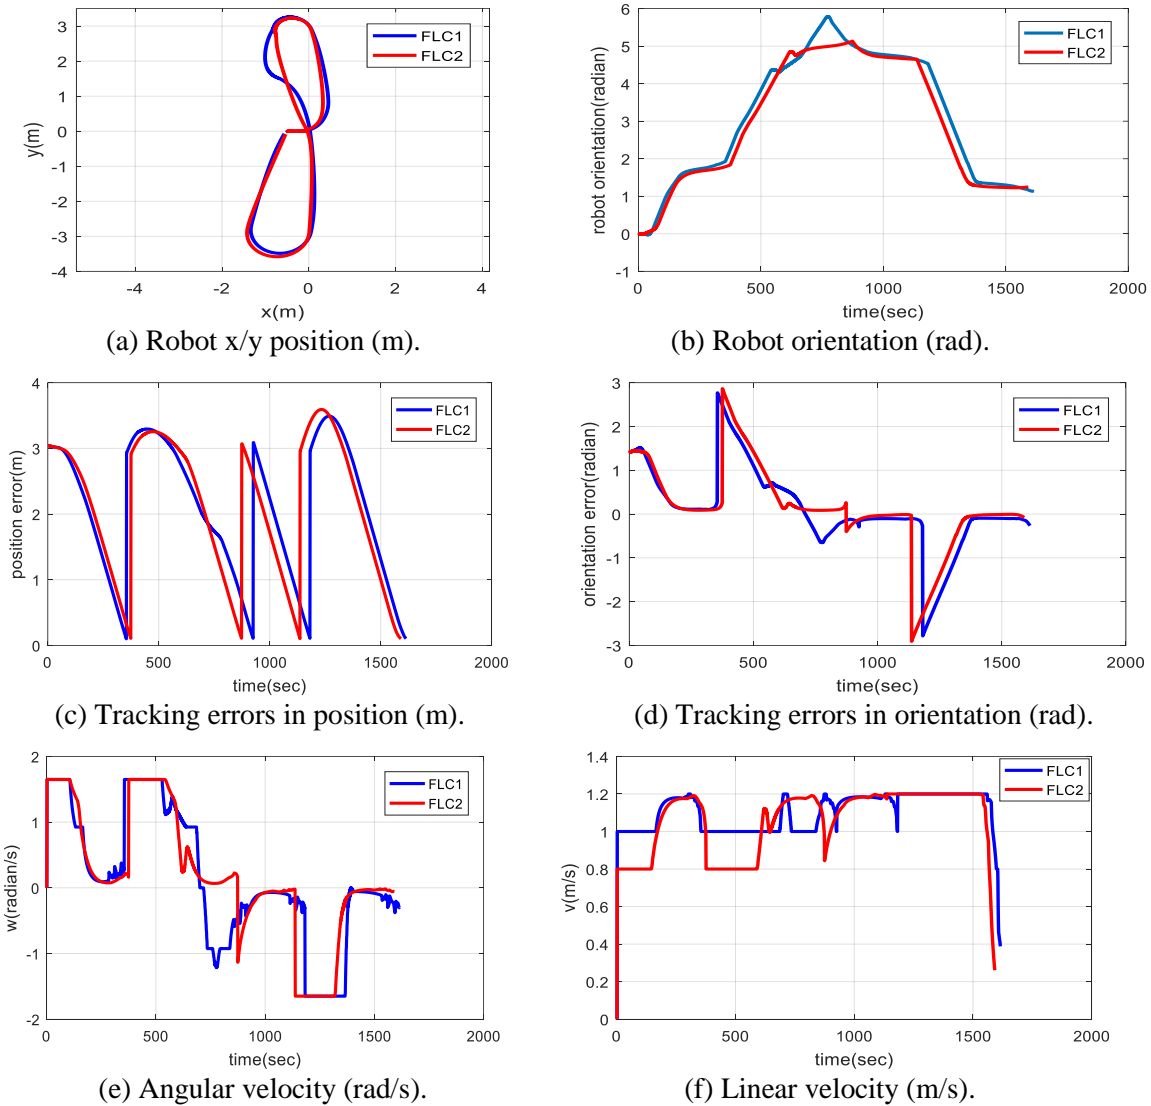 3
2
1
0
-1
-2
-3
-4
y(m)
-4
-2
0
2
4
x(m)
FLC1
FLC2
(a) Robot x/y position (m).
6
5
4
3
2
1
0
-1
robot orientation(radian)
0
500
1000
1500
2000
time(sec)
FLC1
FLC2
(b) Robot orientation (rad).
4
3
2
1
0
position error(m)
0
500
1000
1500
2000
time(sec)
FLC1
FLC2
(c) Tracking errors in position (m).
3
2
1
0
-1
-2
-3
orientation error(radian)
0
500
1000
1500
2000
time(sec)
FLC1
FLC2
(d) Tracking errors in orientation (rad).
2
1
0
-1
-2
w(radian/s)
0
500
1000
1500
2000
time(sec)
FLC1
FLC2
(e) Angular velocity (rad/s).
1.4
1.2
1
0.8
0.6
0.4
0.2
0
v(m/s)
0
500
1000
1500
2000
time(sec)
FLC1
FLC2
(f) Linear velocity (m/s).